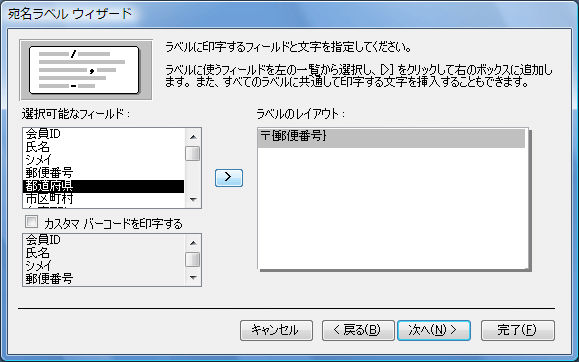 宛名ラベル ウィザード
ラベルに印字するフィールドと文字を指定してください。
ラベルに使うフィールドを左の一覧から選択し、[>] をクリックして右のボックスに追加し
ます。また、すべてのラベルに共通して印字する文字を挿入することもできます。
選択可能なフィールド:
会員ID
氏名
シメイ
郵便番号
都道府県
市区町村
>
ラベルのレイアウト:
〒{郵便番号}
カスタマ バーコードを印字する
会員ID
氏名
シメイ
郵便番号
キャンセル
< 戻る(B)
次へ(N) >
完了(F)